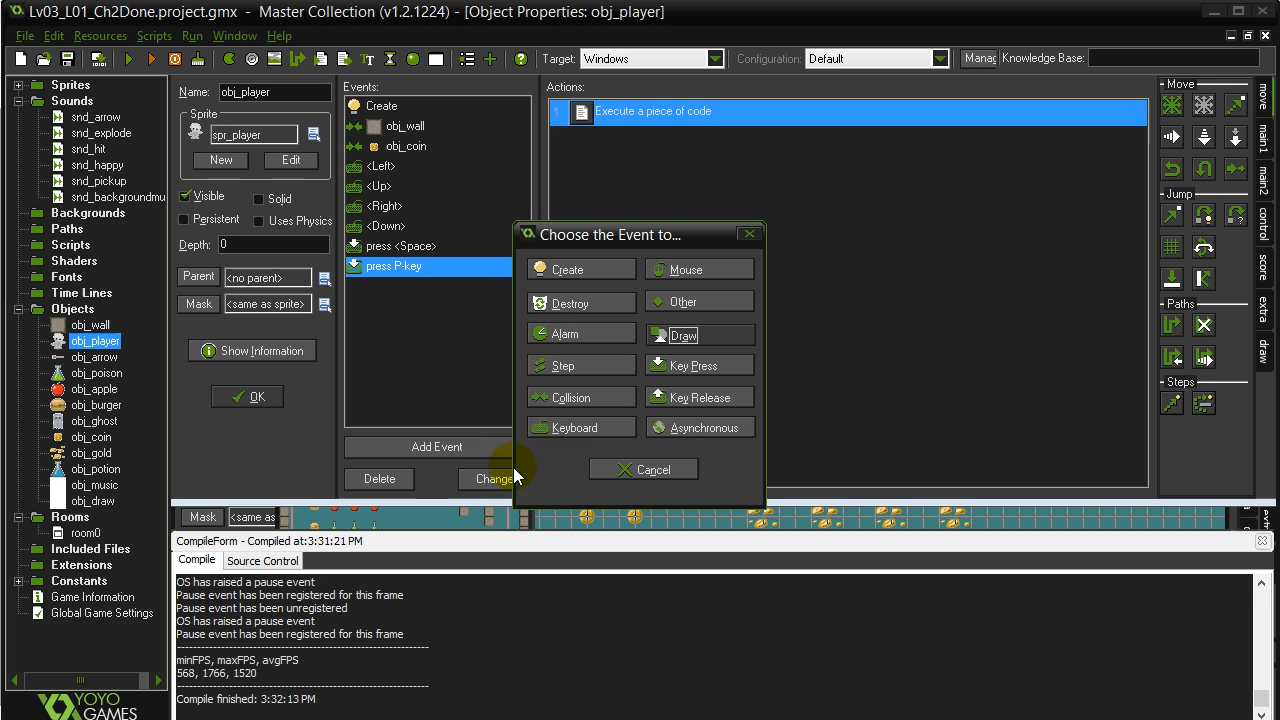 Lv03_L01_Ch2Done.project.gmx - Master Collection (v1.2.1224) - [Object Properties: obj_player]
File Edit Resources Scripts Run Window Help
Target: Windows Configuration: Default Manac Knowledge Base:
Sprites
Sounds
snd_arrow
snd_explode
snd_hit
snd_happy
snd_pickup
snd_backgroundmu
Backgrounds
Paths
Scripts
Shaders
Fonts
Time Lines
Objects
obj_wall
obj_player
obj_arrow
obj_poison
obj_apple
obj_burger
obj_ghost
obj_coin
obj_gold
obj_potion
obj_music
obj_draw
Rooms
room0
Included Files
Extensions
Constants
Game Information
Global Game Settings
YOYO
GAMES
Name: obj_player
Sprite
spr_player
New Edit
Visible Solid
Persistent Uses Physics
Depth: 0
Parent <no parent>
Mask <same as sprite>
Show Information
OK
Events:
Create
obj_wall
obj_coin
<Left>
<Up>
<Right>
<Down>
press <Space>
press P-key
Add Event
Delete Change
Actions:
1 Execute a piece of code
Choose the Event to...
Create Mouse
Destroy Other
Alarm Draw
Step Key Press
Collision Key Release
Keyboard Asynchronous
Cancel
Move
Jump
Paths
Steps
move
main1
main2
control
score
extra
draw
Mask <same as
CompileForm - Compiled at:3:31:21 PM
Compile Source Control
OS has raised a pause event
Pause event has been registered for this frame
Pause event has been unregistered
OS has raised a pause event
Pause event has been registered for this frame
minFPS, maxFPS, avgFPS
568, 1766, 1520
Compile finished: 3:32:13 PM